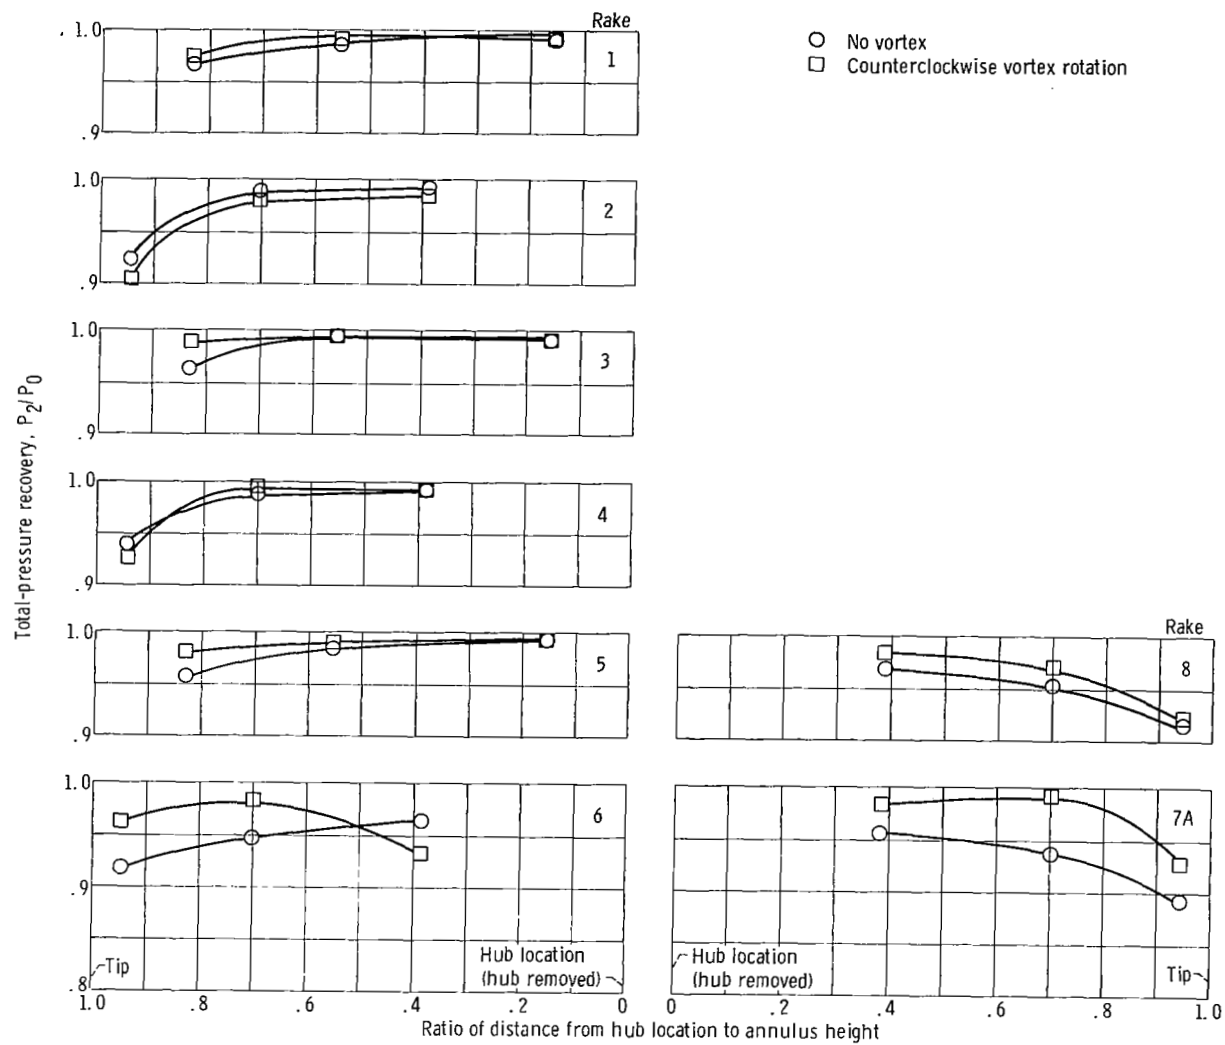 Rake
1.0
1
.9
No vortex
Counterclockwise vortex rotation
1.0
2
.9
1.0
3
.9
Total-pressure recovery, P2/P0
1.0
4
.9
1.0
5
.9
Rake
8
1.0
6
.9
.8
Tip
Hub location
(hub removed)
1.0 .8 .6 .4 .2 0
7A
Hub location
(hub removed)
Tip
0 .2 .4 .6 .8 1.0
Ratio of distance from hub location to annulus height